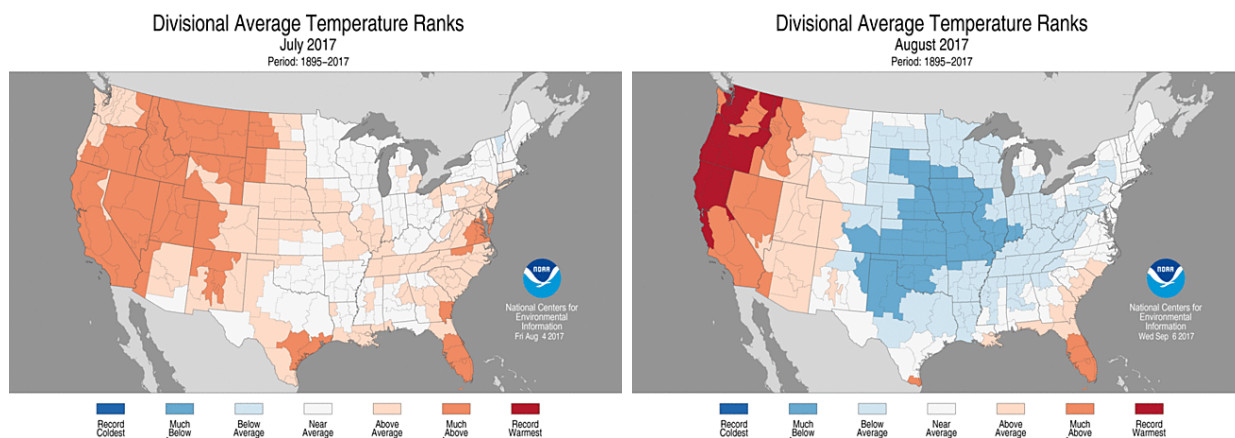 Divisional Average Temperature Ranks
July 2017
Period: 1895–2017
NOAA
National Centers for
Environmental
Information
Fri Aug 4 2017
Record
Coldest
Much
Below
Below
Average
Near
Average
Above
Average
Much
Above
Record
Warmest
Divisional Average Temperature Ranks
August 2017
Period: 1895–2017
NOAA
National Centers for
Environmental
Information
Wed Sep 6 2017
Record
Coldest
Much
Below
Below
Average
Near
Average
Above
Average
Much
Above
Record
Warmest